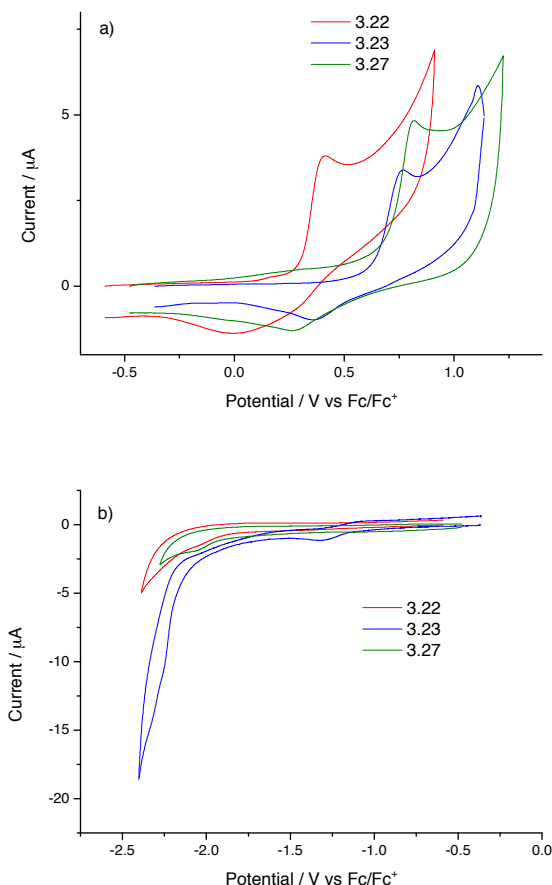 a)
3.22
3.23
3.27
5
0
Current / μA
-0.5 0.0 0.5 1.0
Potential / V vs Fc/Fc⁺
b)
0
-5
-10
-15
-20
3.22
3.23
3.27
Current / μA
-2.5 -2.0 -1.5 -1.0 -0.5 0.0
Potential / V vs Fc/Fc⁺